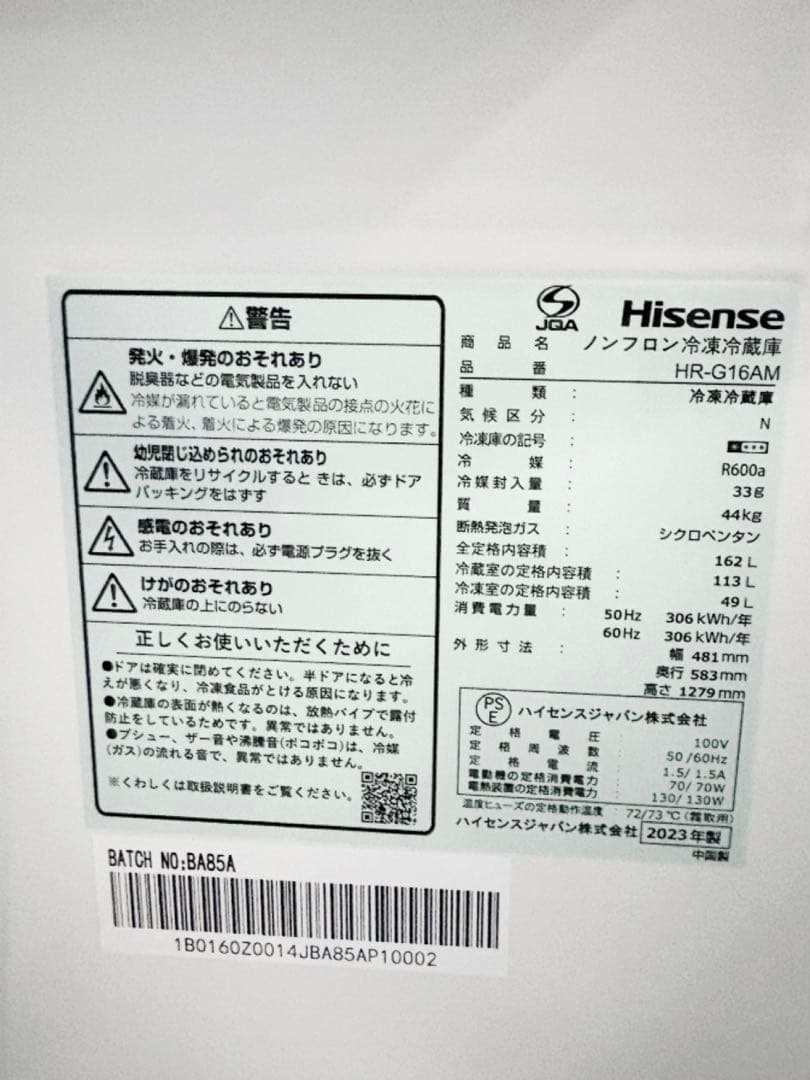 警告
発火・爆発のおそれあり
脱臭器などの電気製品を入れない
冷媒が漏れていると電気製品の接点の火花に
よる着火、着火による爆発の原因になります。
幼児閉じ込められのおそれあり
冷蔵庫をリサイクルすると きは、必ずドア
パッキングをはずす
感電のおそれあり
お手入れの際は、必ず電源プラグを抜く
けがのおそれあり
冷蔵庫の上にのらない
正しくお使いいただくために
●ドアは確実に閉めてください。半ドアになると冷
えが悪くなり、冷凍食品がとける原因になります。
●冷蔵庫の表面が熱くなるのは、放熱パイプで露付
防止をしているためです。異常ではありません。
●プシュー、ザー音や沸騰音(ポコポコ)は、冷媒
(ガス)の流れる音で、異常ではありません。
※くわしくは取扱説明書をご覧ください。
JQA
Hisense
商品名 ノンフロン冷凍冷蔵庫
品番 HR-G16AM
種類 : 冷凍冷蔵庫
気候区分 : N
冷凍庫の記号 :
冷媒 : R600a
冷媒封入量 : 33g
質量 : 44kg
断熱発泡ガス : シクロペンタン
全定格内容積 : 162 L
冷蔵室の定格内容積 : 113 L
冷凍室の定格内容積 : 49 L
消費電力量 : 50Hz 306 kWh/年
60Hz 306 kWh/年
外形寸法 : 幅 481mm
奥行 583mm
高さ 1279mm
PSE ハイセンスジャパン株式会社
定格電圧 : 100V
定格周波数 : 50/60Hz
定格電流 : 1.5/1.5A
電動機の定格消費電力 : 70/70W
電熱装置の定格消費電力 : 130/130W
温度ヒューズの定格動作温度 : 72/73℃(霜取用)
ハイセンスジャパン株式会社 2023年製
中国製
BATCH NO:BA85A
1B0160Z0014JBA85AP10002